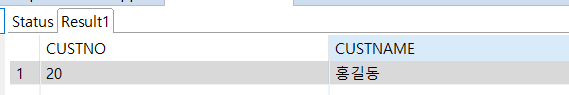 Status Result1
CUSTNO CUSTNAME
1 20 홍길동